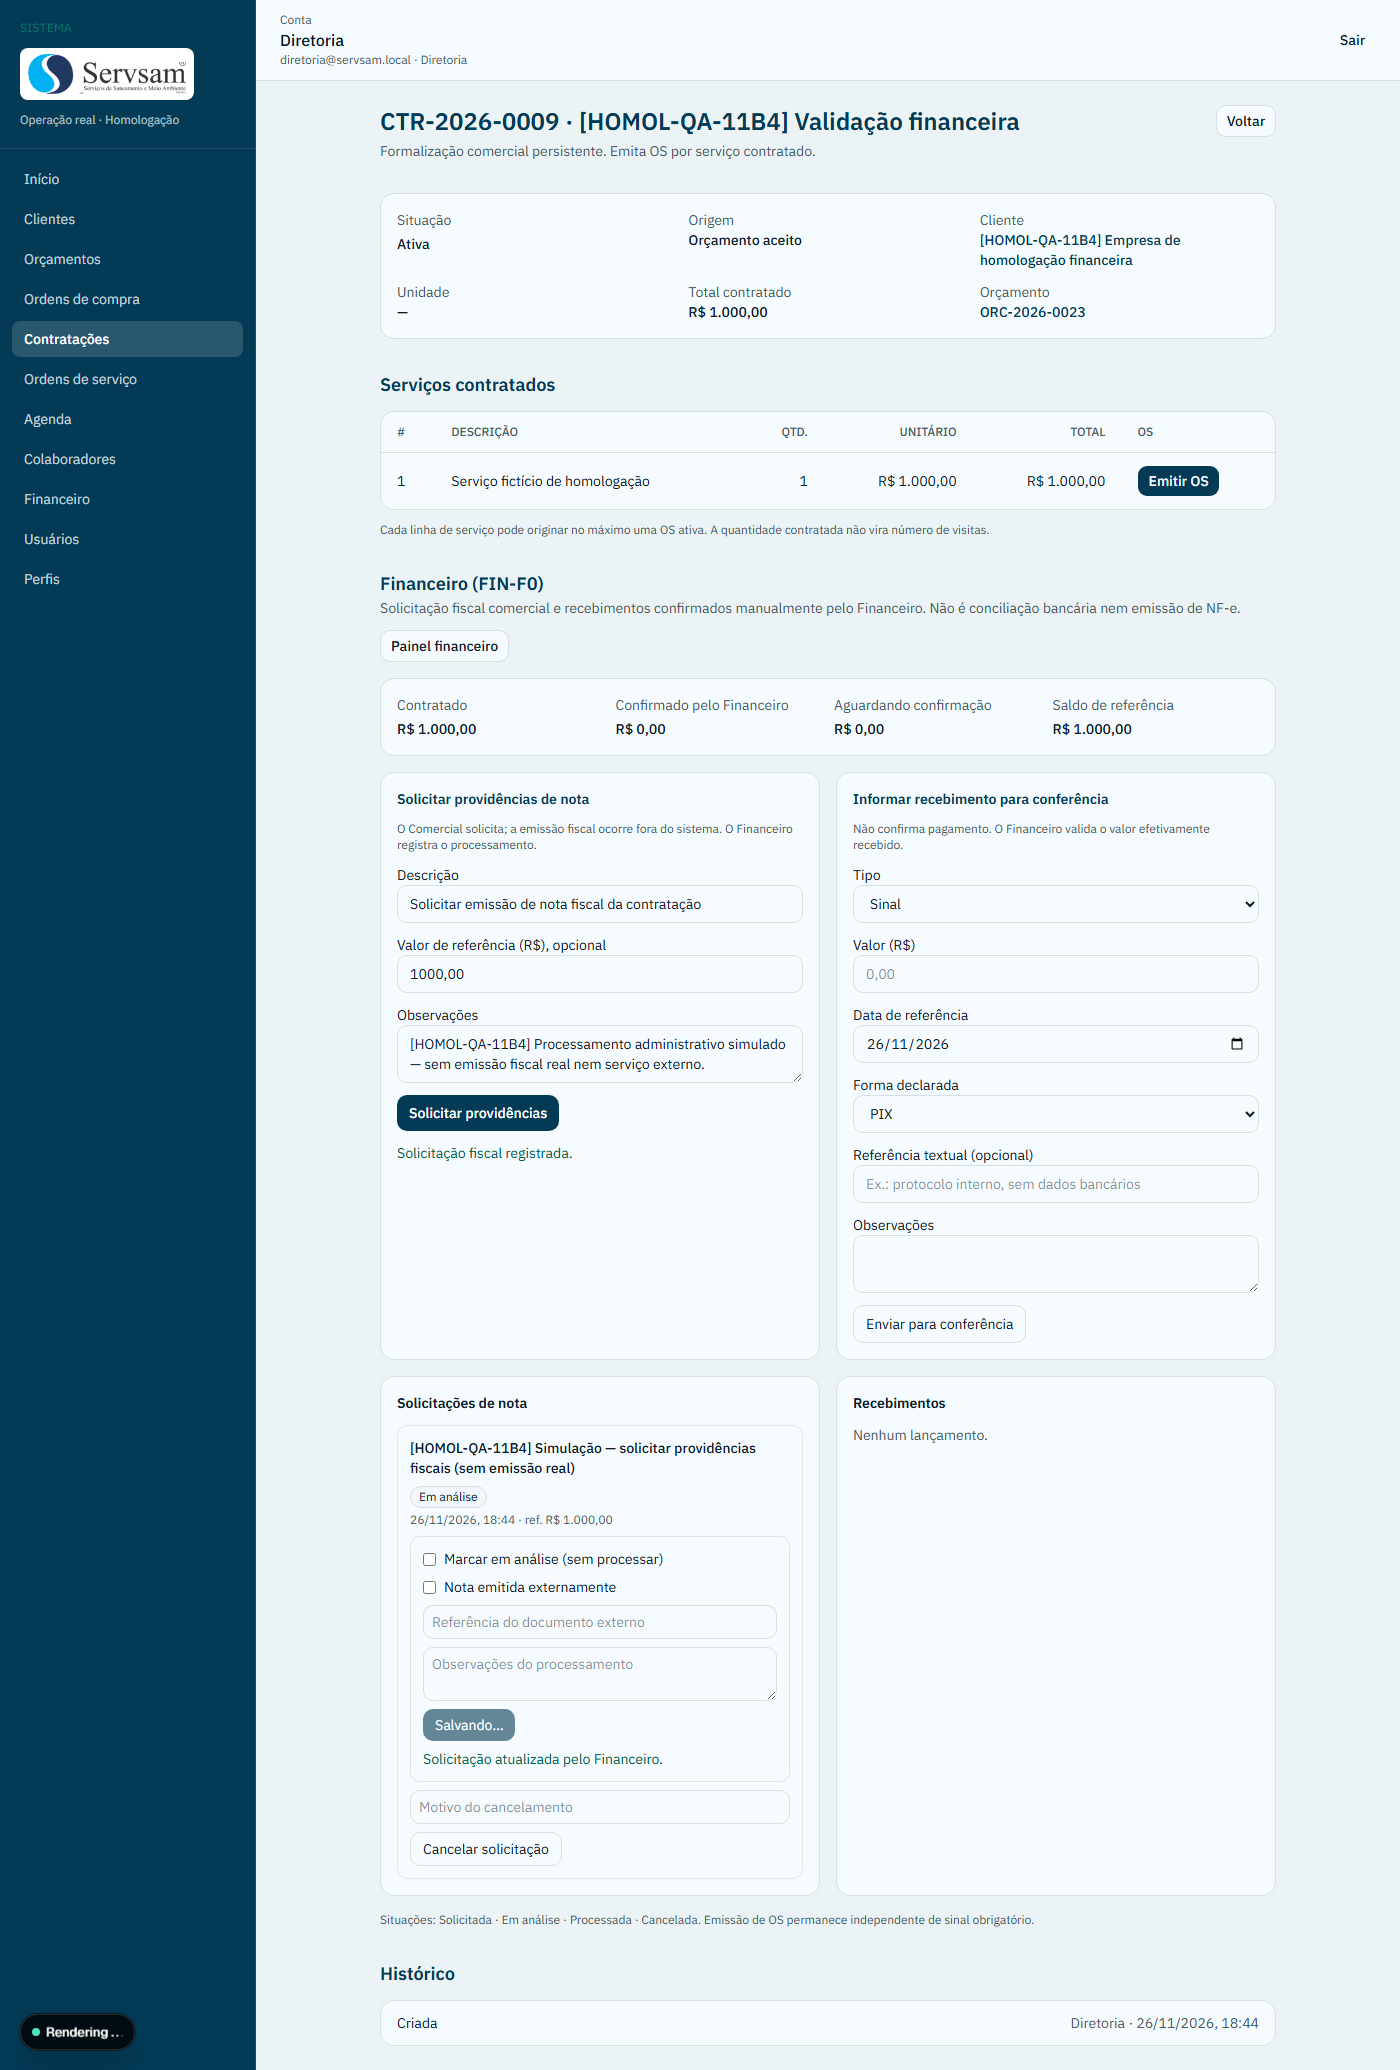 SISTEMA
Servsam
Serviços de Saneamento e Meio Ambiente
Operação real · Homologação
Início
Clientes
Orçamentos
Ordens de compra
Contratações
Ordens de serviço
Agenda
Colaboradores
Financeiro
Usuários
Perfis
Rendering ...
Conta
Diretoria
diretoria@servsam.local · Diretoria
Sair
CTR-2026-0009 · [HOMOL-QA-11B4] Validação financeira
Voltar
Formalização comercial persistente. Emita OS por serviço contratado.
Situação
Ativa
Origem
Orçamento aceito
Cliente
[HOMOL-QA-11B4] Empresa de
homologação financeira
Unidade
—
Total contratado
R$ 1.000,00
Orçamento
ORC-2026-0023
Serviços contratados
# DESCRIÇÃO QTD. UNITÁRIO TOTAL OS
1 Serviço fictício de homologação 1 R$ 1.000,00 R$ 1.000,00 Emitir OS
Cada linha de serviço pode originar no máximo uma OS ativa. A quantidade contratada não vira número de visitas.
Financeiro (FIN-F0)
Solicitação fiscal comercial e recebimentos confirmados manualmente pelo Financeiro. Não é conciliação bancária nem emissão de NF-e.
Painel financeiro
Contratado
R$ 1.000,00
Confirmado pelo Financeiro
R$ 0,00
Aguardando confirmação
R$ 0,00
Saldo de referência
R$ 1.000,00
Solicitar providências de nota
O Comercial solicita; a emissão fiscal ocorre fora do sistema. O Financeiro
registra o processamento.
Descrição
Solicitar emissão de nota fiscal da contratação
Valor de referência (R$), opcional
1000,00
Observações
[HOMOL-QA-11B4] Processamento administrativo simulado
— sem emissão fiscal real nem serviço externo.
Solicitar providências
Solicitação fiscal registrada.
Informar recebimento para conferência
Não confirma pagamento. O Financeiro valida o valor efetivamente
recebido.
Tipo
Sinal
Valor (R$)
0,00
Data de referência
26/11/2026
Forma declarada
PIX
Referência textual (opcional)
Ex.: protocolo interno, sem dados bancários
Observações
Enviar para conferência
Solicitações de nota
[HOMOL-QA-11B4] Simulação — solicitar providências
fiscais (sem emissão real)
Em análise
26/11/2026, 18:44 · ref. R$ 1.000,00
Marcar em análise (sem processar)
Nota emitida externamente
Referência do documento externo
Observações do processamento
Salvando...
Solicitação atualizada pelo Financeiro.
Motivo do cancelamento
Cancelar solicitação
Recebimentos
Nenhum lançamento.
Situações: Solicitada · Em análise · Processada · Cancelada. Emissão de OS permanece independente de sinal obrigatório.
Histórico
Criada
Diretoria · 26/11/2026, 18:44